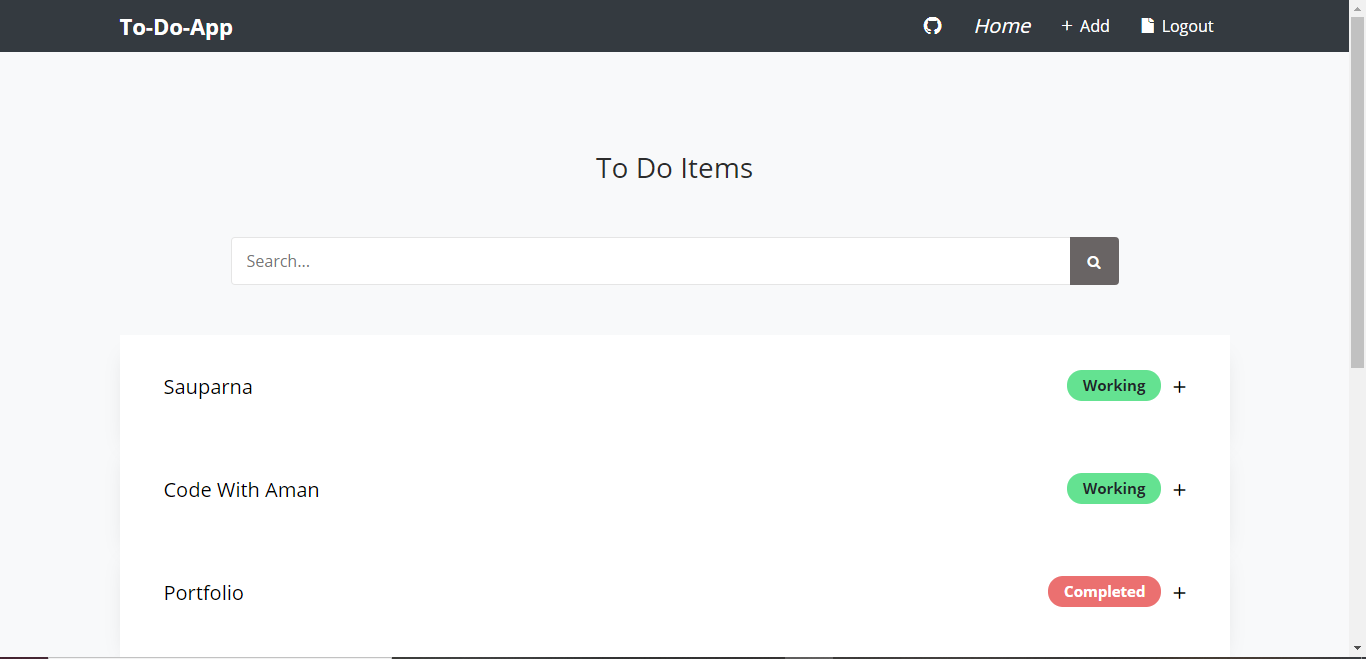 To-Do-App Home + Add Logout
To Do Items
Search...
Sauparna Working +
Code With Aman Working +
Portfolio Completed +